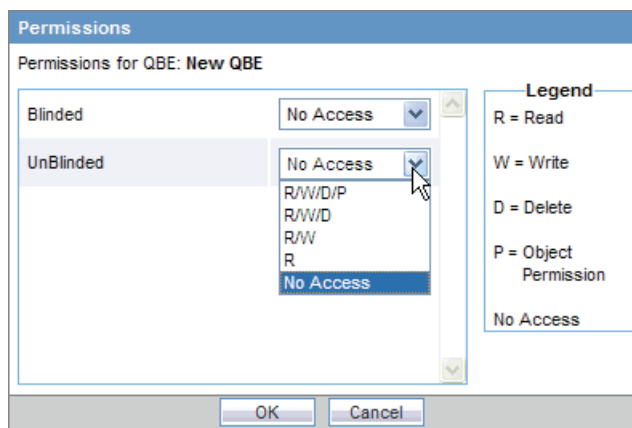 Permissions
Permissions for QBE: New QBE
Blinded
No Access
UnBlinded
No Access
R/W/D/P
R/W/D
R/W
R
No Access
Legend
R = Read
W = Write
D = Delete
P = Object
Permission
No Access
OK
Cancel